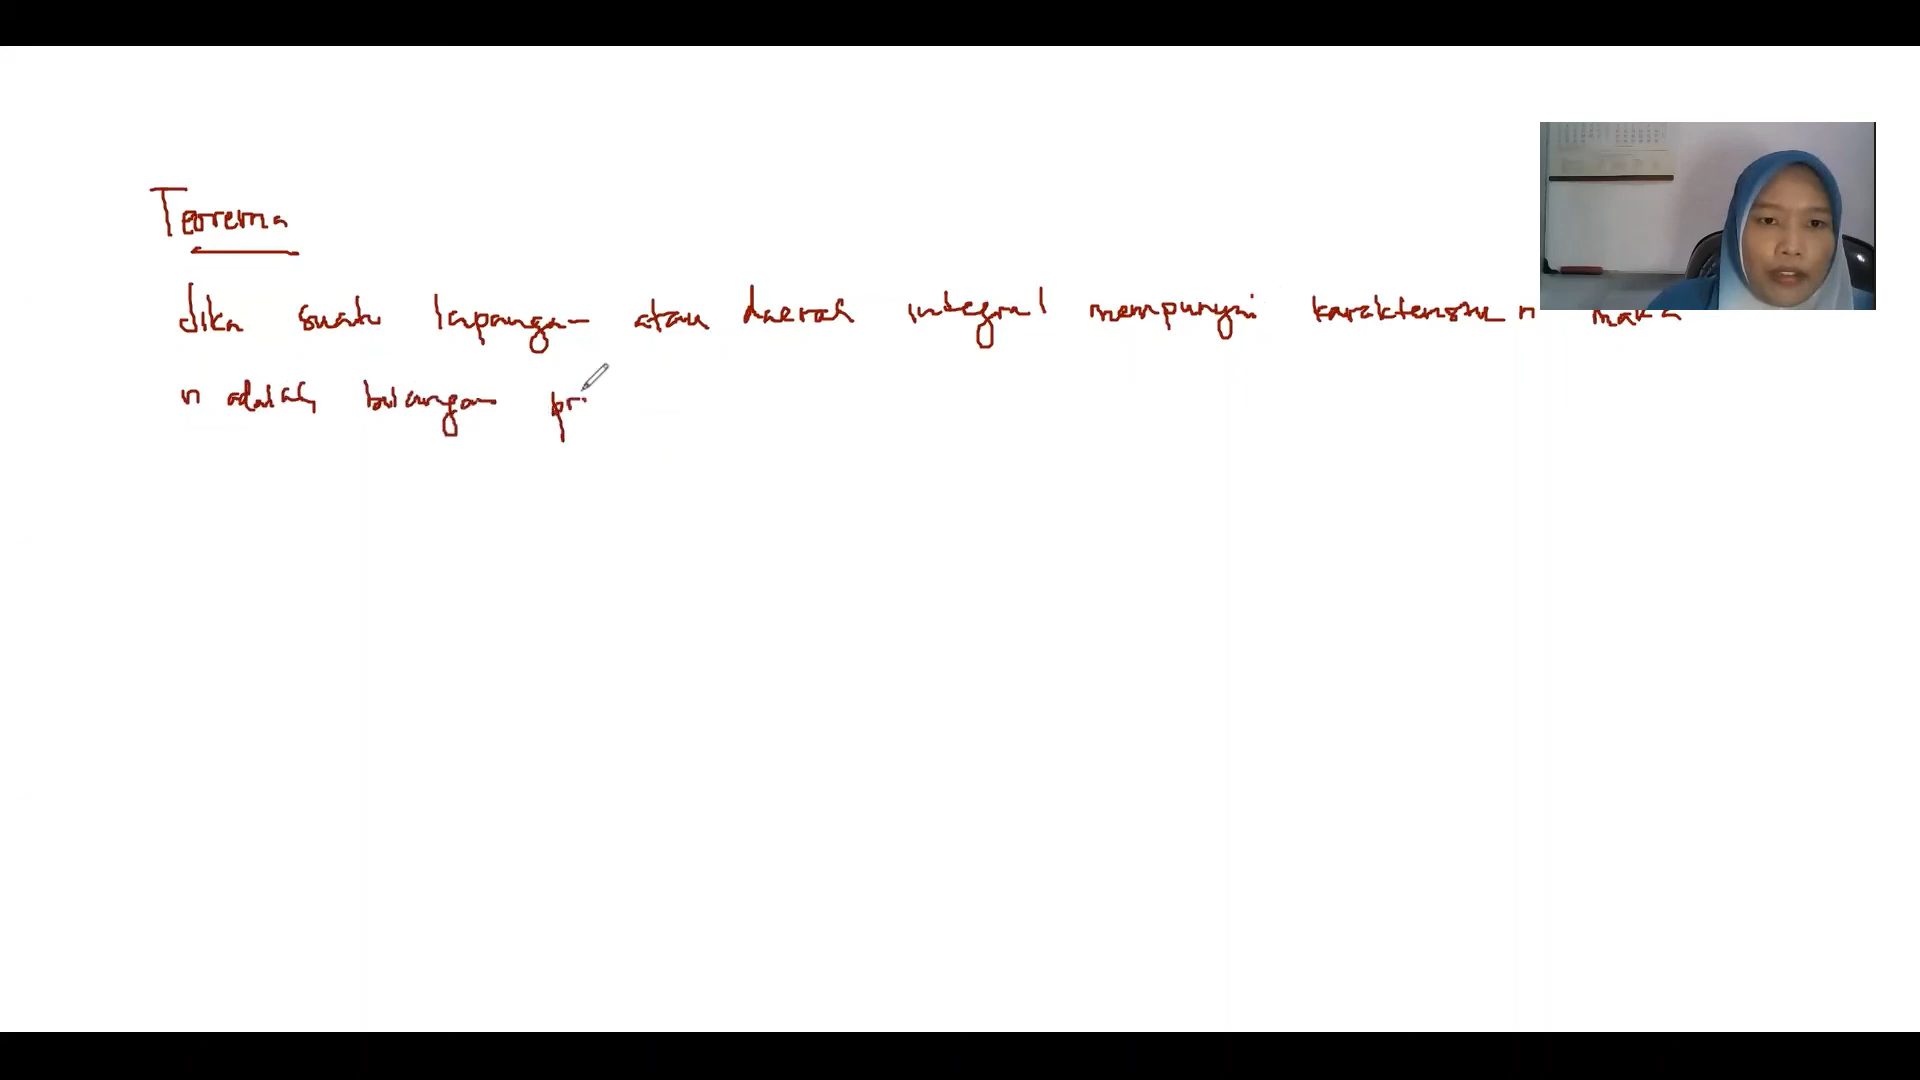 Teorema
Jika suatu lapangan atau daerah integral mempunyai karakteristik n maka
n adalah bilangan pri